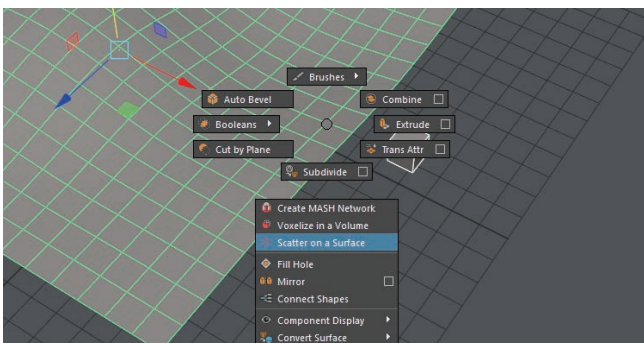 Brushes
Auto Bevel
Combine
Booleans
Extrude
Cut by Plane
Trans Attr
Subdivide
Create MASH Network
Voxelize in a Volume
Scatter on a Surface
Fill Hole
Mirror
Connect Shapes
Component Display
Convert Surface